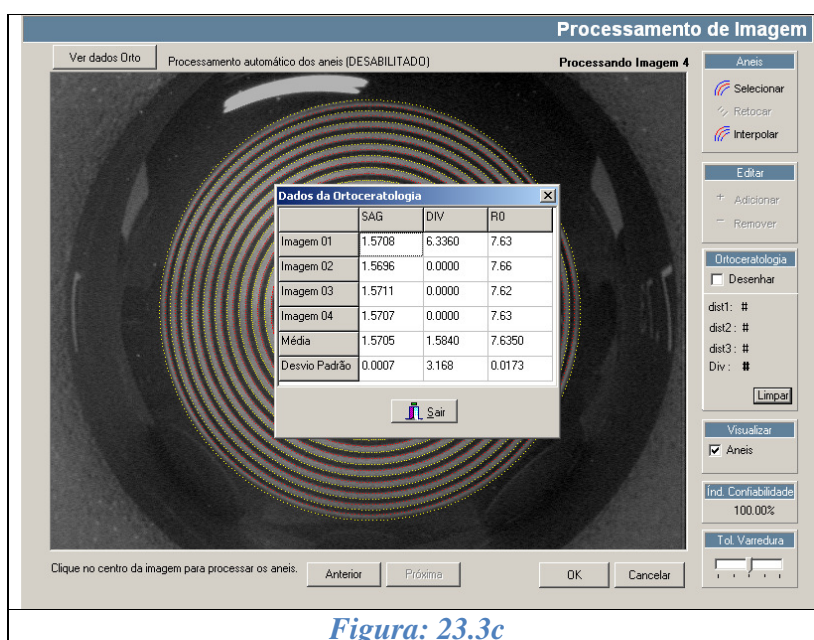 Processamento de Imagem
Ver dados Orto
Processamento automático dos aneis (DESABILITADO)
Processando Imagem 4
Aneis
Selecionar
Retocar
Interpolar
Editar
+ Adicionar
− Remover
Ortoceratologia
Desenhar
dist1: #
dist2 : #
dist3 : #
Div : #
Limpar
Visualizar
Aneis
Índ. Confiabilidade
100.00%
Tol. Varredura
Dados da Ortoceratologia
SAG DIV R0
Imagem 01 1.5708 6.3360 7.63
Imagem 02 1.5696 0.0000 7.66
Imagem 03 1.5711 0.0000 7.62
Imagem 04 1.5707 0.0000 7.63
Média 1.5705 1.5840 7.6350
Desvio Padrão 0.0007 3.168 0.0173
Sair
Clique no centro da imagem para processar os aneis.
Anterior
Próxima
OK
Cancelar
Figura: 23.3c